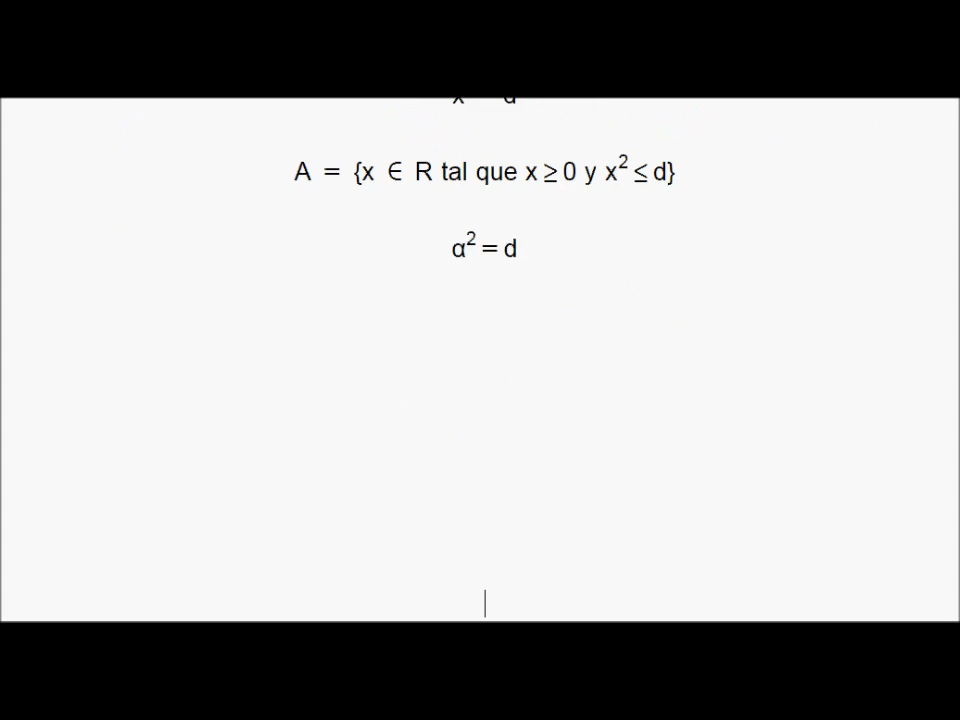 A = {x ∈ R tal que x ≥ 0 y x² ≤ d}
α² = d